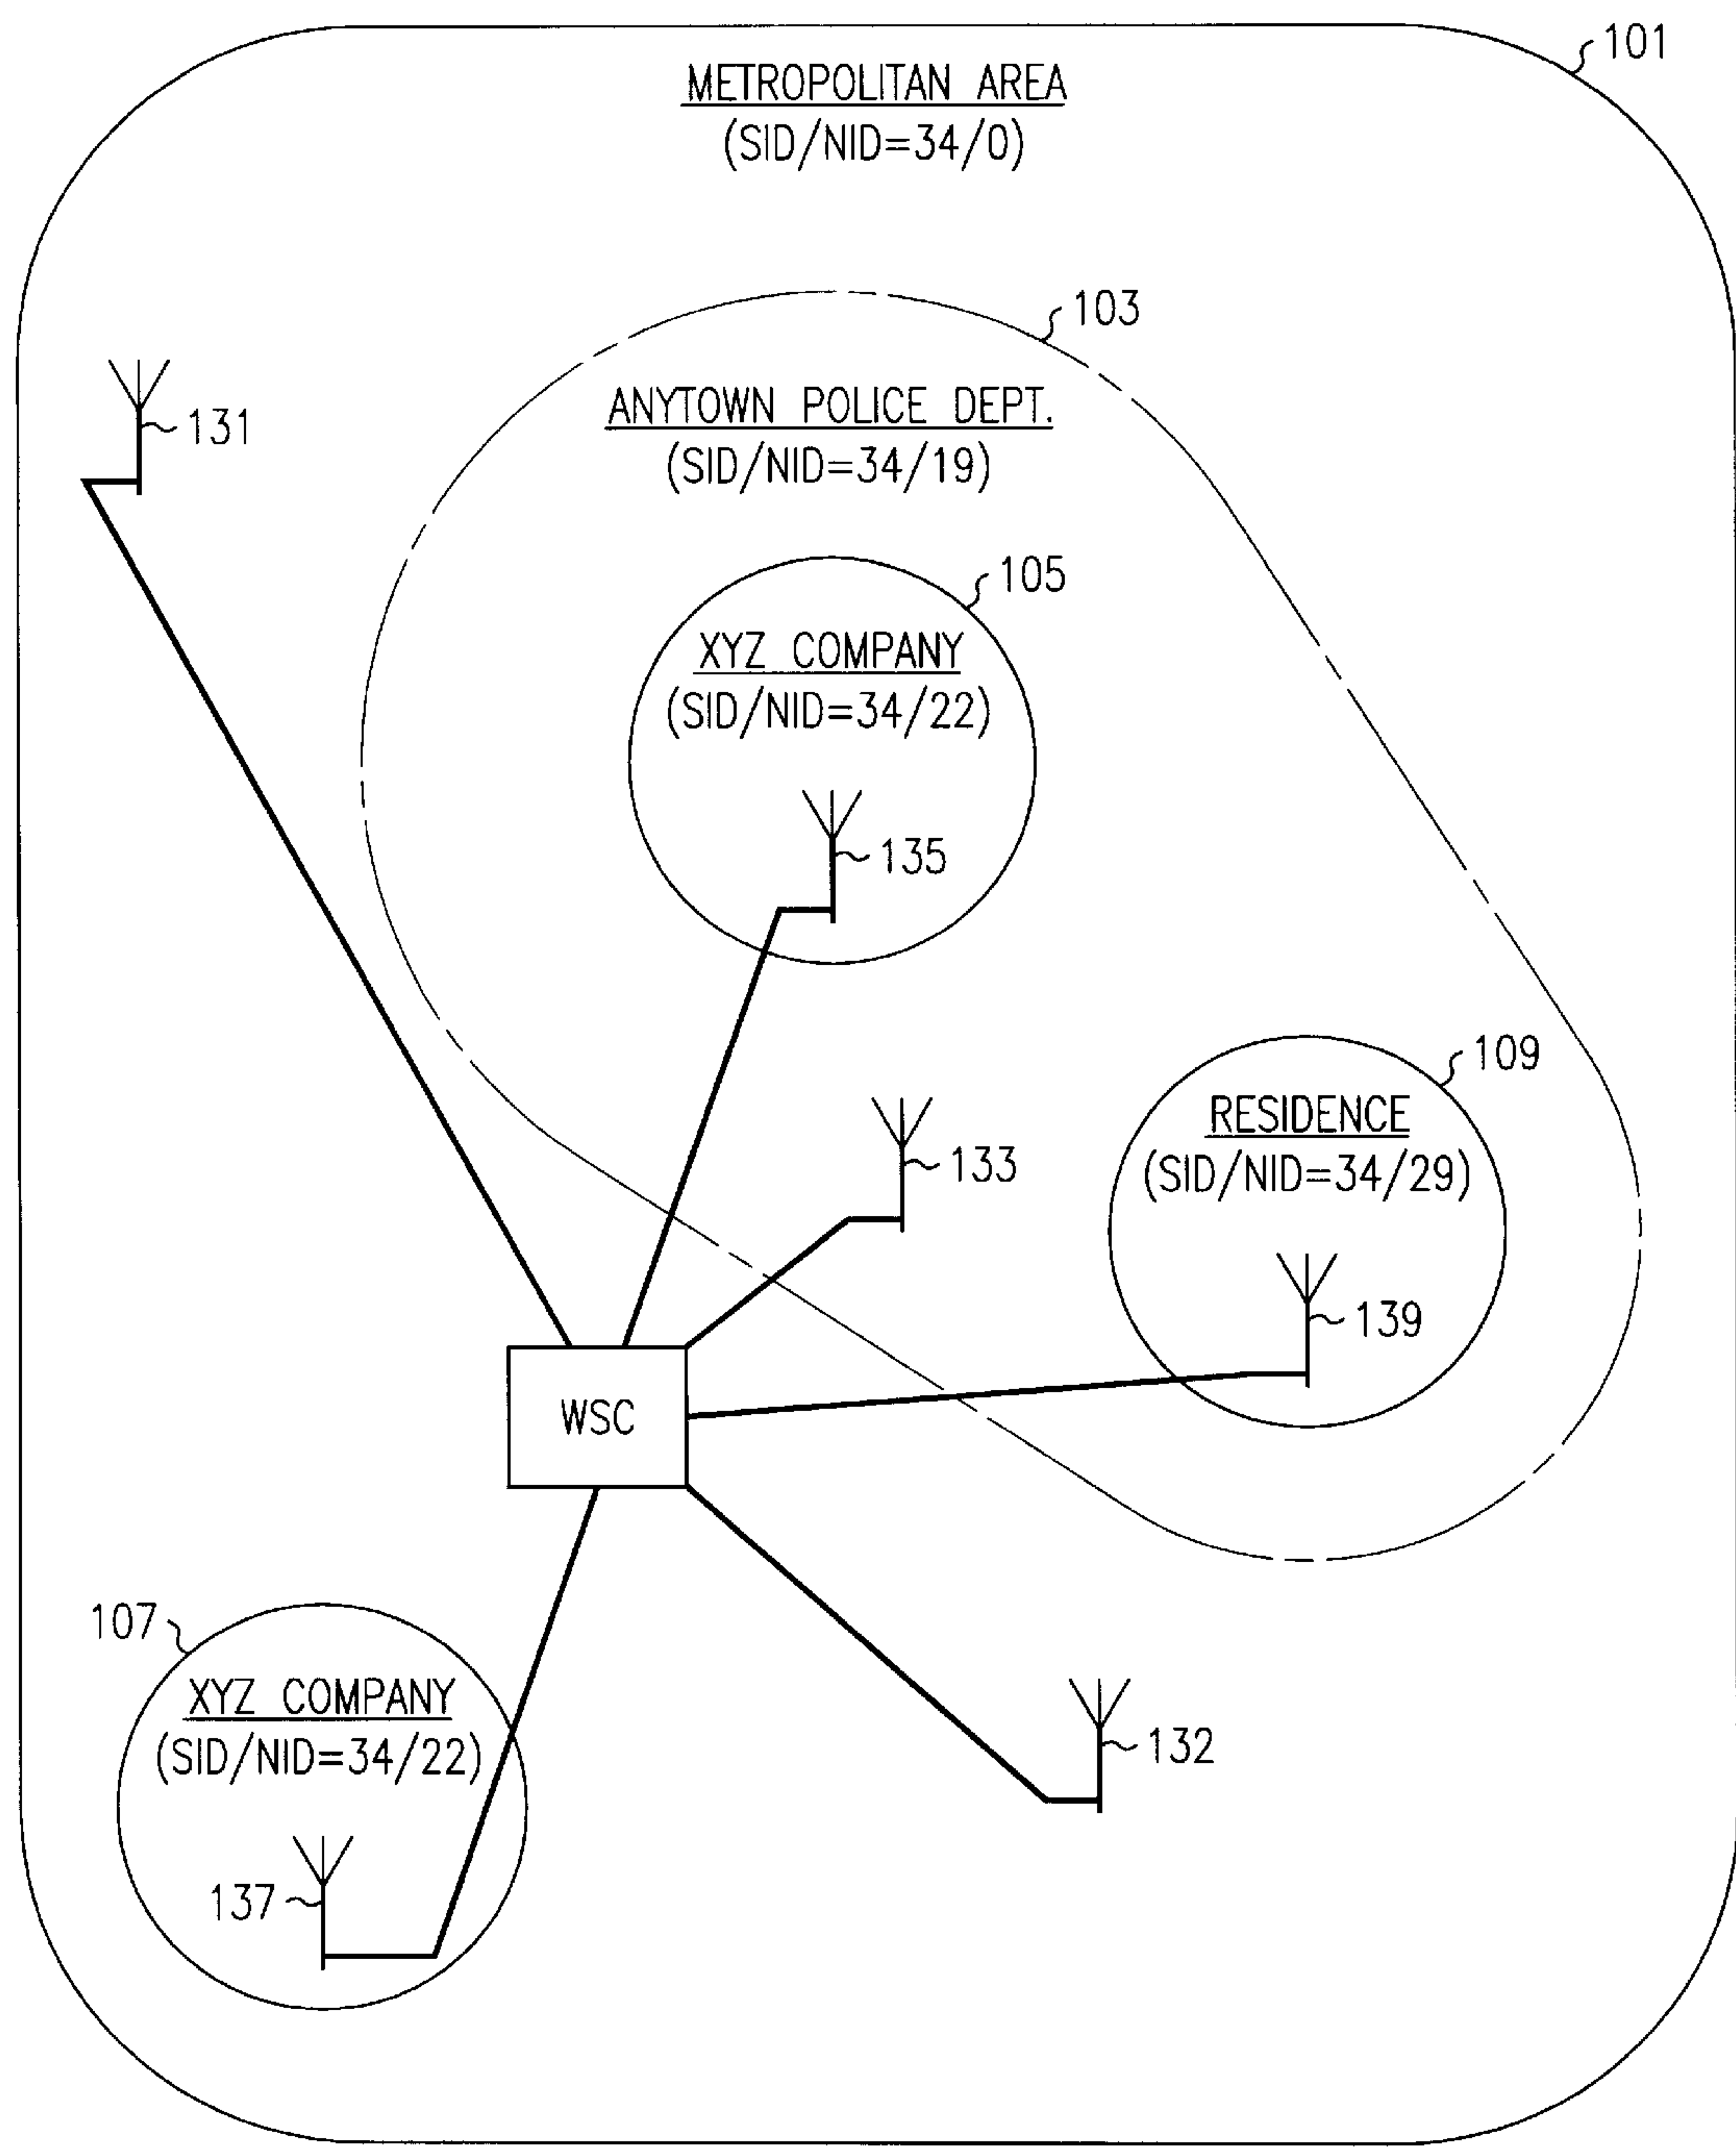 101
METROPOLITAN AREA
(SID/NID=34/0)
103
ANYTOWN POLICE DEPT.
(SID/NID=34/19)
131
105
XYZ COMPANY
(SID/NID=34/22)
135
109
RESIDENCE
(SID/NID=34/29)
133
139
WSC
107
XYZ COMPANY
(SID/NID=34/22)
132
137